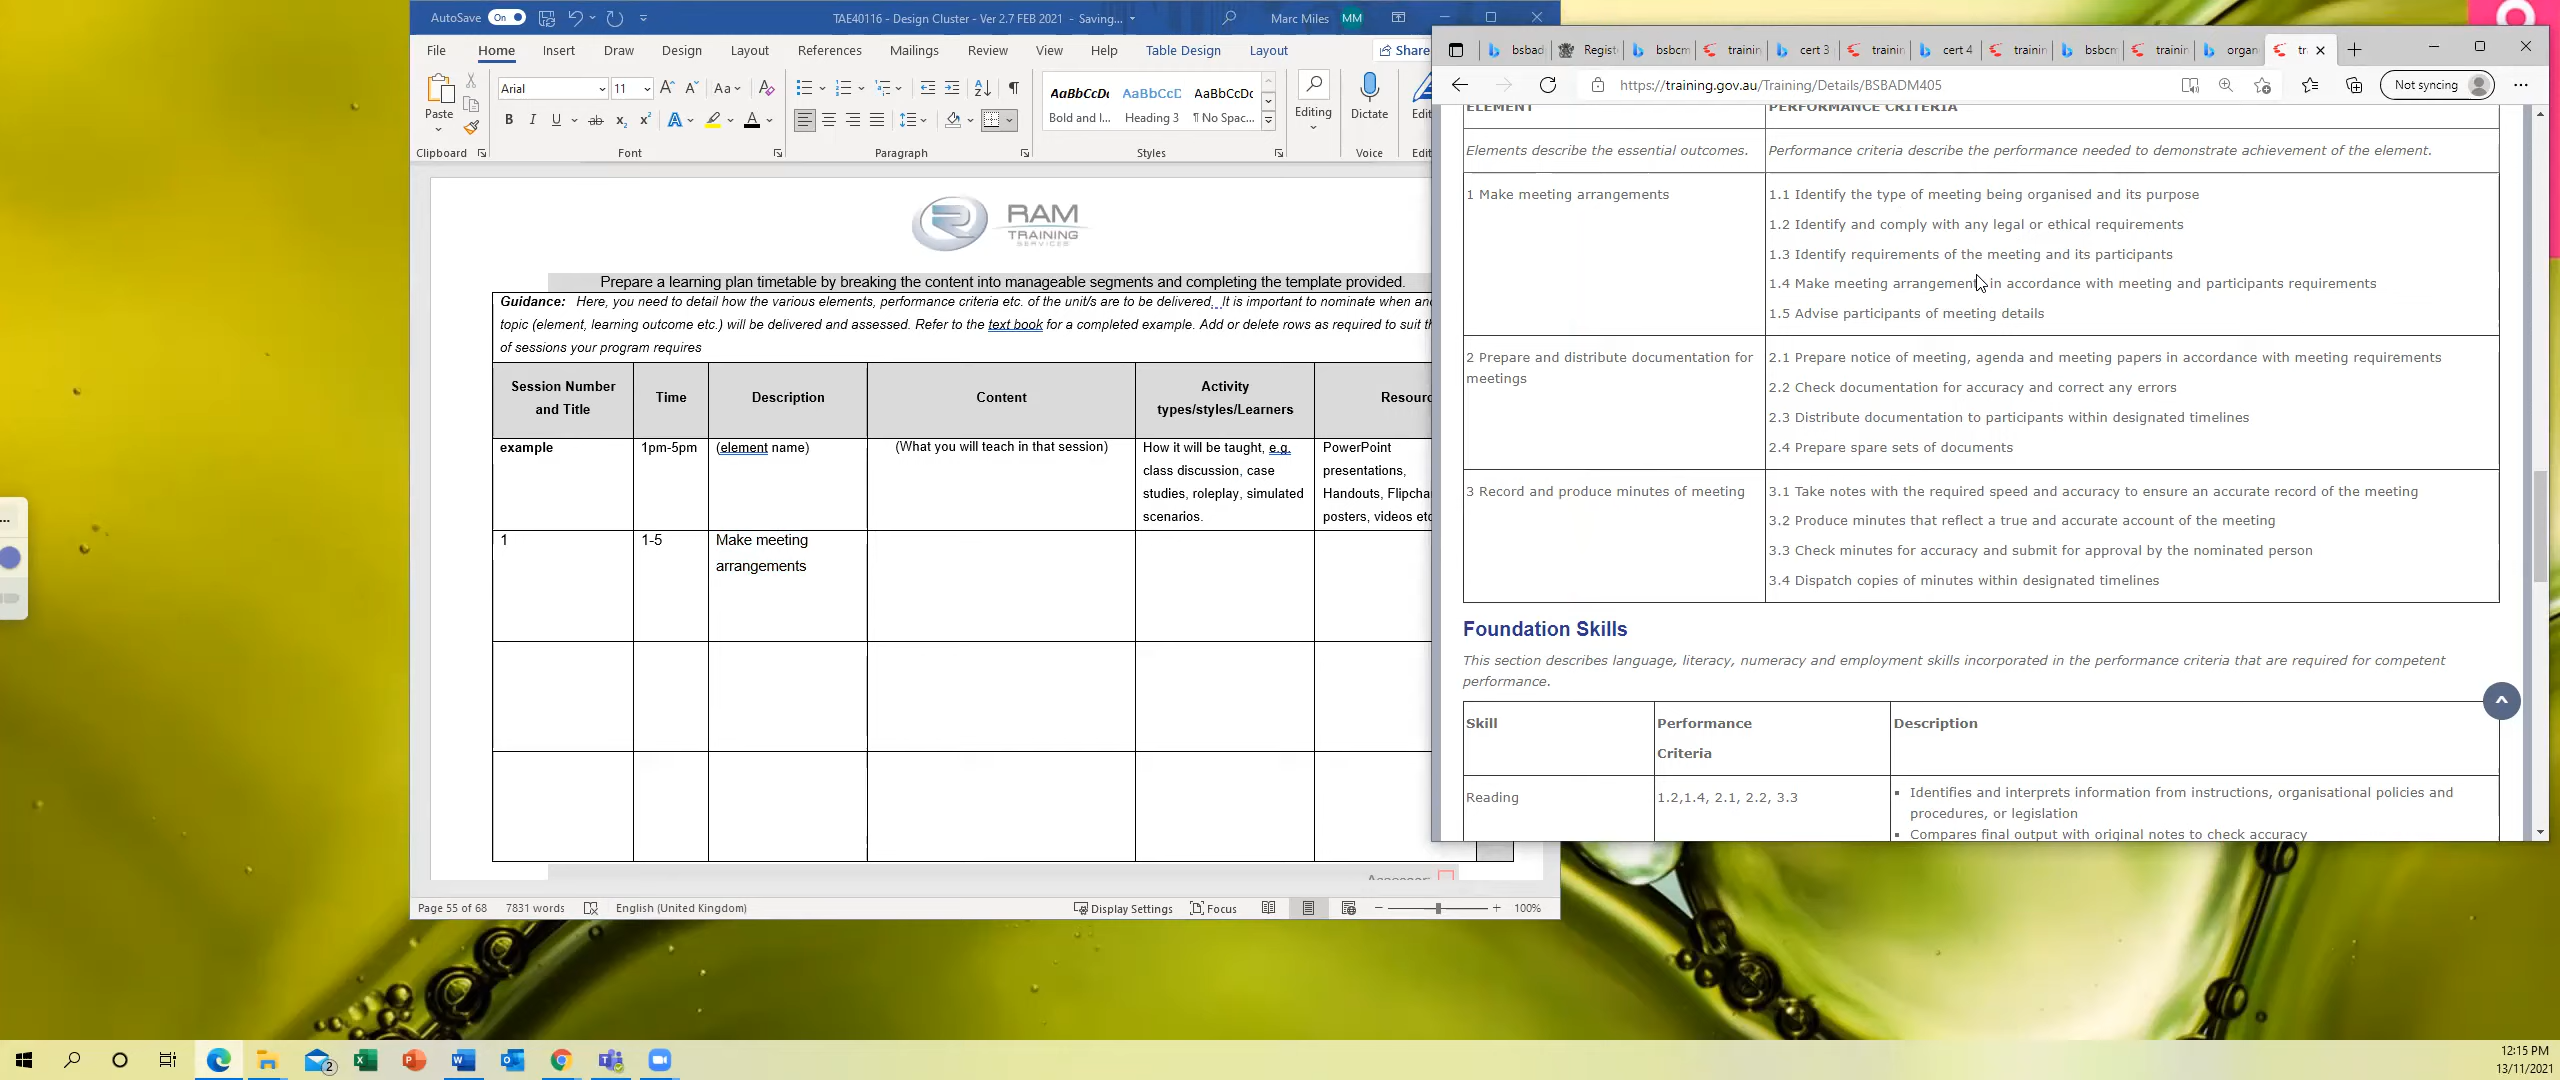 AutoSave On
TAE40116 - Design Cluster - Ver 2.7 FEB 2021 - Saving...
Marc Miles MM
File Home Insert Draw Design Layout References Mailings Review View Help Table Design Layout Share
Paste
Arial 11
AaBbCcDc AaBbCcD AaBbCcDc
Bold and I... Heading 3 ¶ No Spac...
Editing
Dictate
Edit
Clipboard Font Paragraph Styles Voice Edit
RAM
TRAINING
SERVICES
Prepare a learning plan timetable by breaking the content into manageable segments and completing the template provided.
Guidance: Here, you need to detail how the various elements, performance criteria etc. of the unit/s are to be delivered. It is important to nominate when an
topic (element, learning outcome etc.) will be delivered and assessed. Refer to the text book for a completed example. Add or delete rows as required to suit th
of sessions your program requires
Session Number and Title
Time
Description
Content
Activity types/styles/Learners
Resourc
example
1pm-5pm
(element name)
(What you will teach in that session)
How it will be taught, e.g.
class discussion, case
studies, roleplay, simulated
scenarios.
PowerPoint
presentations,
Handouts, Flipcha
posters, videos etc
1
1-5
Make meeting
arrangements
Page 55 of 68 7831 words English (United Kingdom) Display Settings Focus 100%
bsbad Regist bsbcm trainin cert 3 trainin cert 4 trainin bsbcm trainin organ tr
https://training.gov.au/Training/Details/BSBADM405
Not syncing
ELEMENT
PERFORMANCE CRITERIA
Elements describe the essential outcomes.
Performance criteria describe the performance needed to demonstrate achievement of the element.
1 Make meeting arrangements
1.1 Identify the type of meeting being organised and its purpose
1.2 Identify and comply with any legal or ethical requirements
1.3 Identify requirements of the meeting and its participants
1.4 Make meeting arrangements in accordance with meeting and participants requirements
1.5 Advise participants of meeting details
2 Prepare and distribute documentation for
meetings
2.1 Prepare notice of meeting, agenda and meeting papers in accordance with meeting requirements
2.2 Check documentation for accuracy and correct any errors
2.3 Distribute documentation to participants within designated timelines
2.4 Prepare spare sets of documents
3 Record and produce minutes of meeting
3.1 Take notes with the required speed and accuracy to ensure an accurate record of the meeting
3.2 Produce minutes that reflect a true and accurate account of the meeting
3.3 Check minutes for accuracy and submit for approval by the nominated person
3.4 Dispatch copies of minutes within designated timelines
Foundation Skills
This section describes language, literacy, numeracy and employment skills incorporated in the performance criteria that are required for competent
performance.
Skill
Performance
Criteria
Description
Reading
1.2,1.4, 2.1, 2.2, 3.3
Identifies and interprets information from instructions, organisational policies and
procedures, or legislation
Compares final output with original notes to check accuracy
12:15 PM
13/11/2021